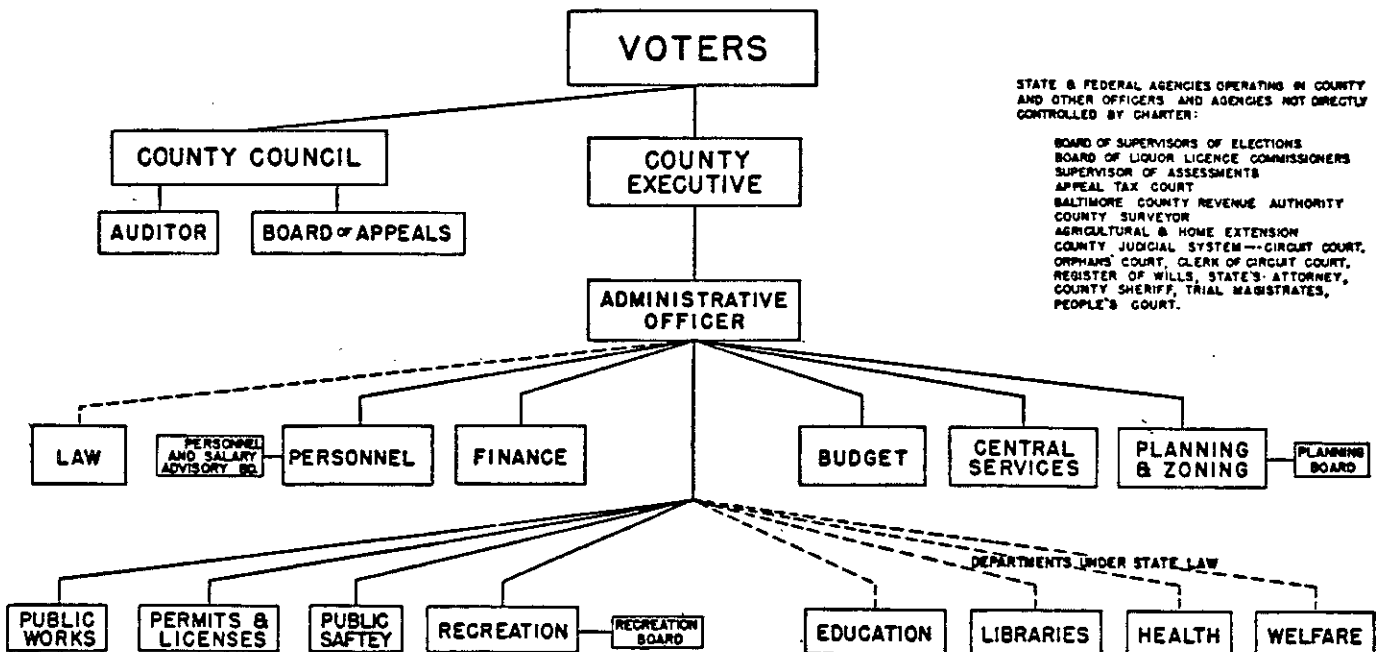 VOTERS
STATE & FEDERAL AGENCIES OPERATING IN COUNTY
AND OTHER OFFICERS AND AGENCIES NOT DIRECTLY
CONTROLLED BY CHARTER:
BOARD OF SUPERVISORS OF ELECTIONS
BOARD OF LIQUOR LICENCE COMMISSIONERS
SUPERVISOR OF ASSESSMENTS
APPEAL TAX COURT
BALTIMORE COUNTY REVENUE AUTHORITY
COUNTY SURVEYOR
AGRICULTURAL & HOME EXTENSION
COUNTY JUDICIAL SYSTEM--CIRCUIT COURT,
ORPHANS' COURT, CLERK OF CIRCUIT COURT,
REGISTER OF WILLS, STATE'S-ATTORNEY,
COUNTY SHERIFF, TRIAL MAGISTRATES,
PEOPLE'S COURT.
COUNTY COUNCIL
COUNTY
EXECUTIVE
AUDITOR
BOARD OF APPEALS
ADMINISTRATIVE
OFFICER
LAW
PERSONNEL
AND SALARY
ADVISORY BD.
PERSONNEL
FINANCE
BUDGET
CENTRAL
SERVICES
PLANNING
& ZONING
PLANNING
BOARD
DEPARTMENTS UNDER STATE LAW
PUBLIC
WORKS
PERMITS &
LICENSES
PUBLIC
SAFTEY
RECREATION
RECREATION
BOARD
EDUCATION
LIBRARIES
HEALTH
WELFARE